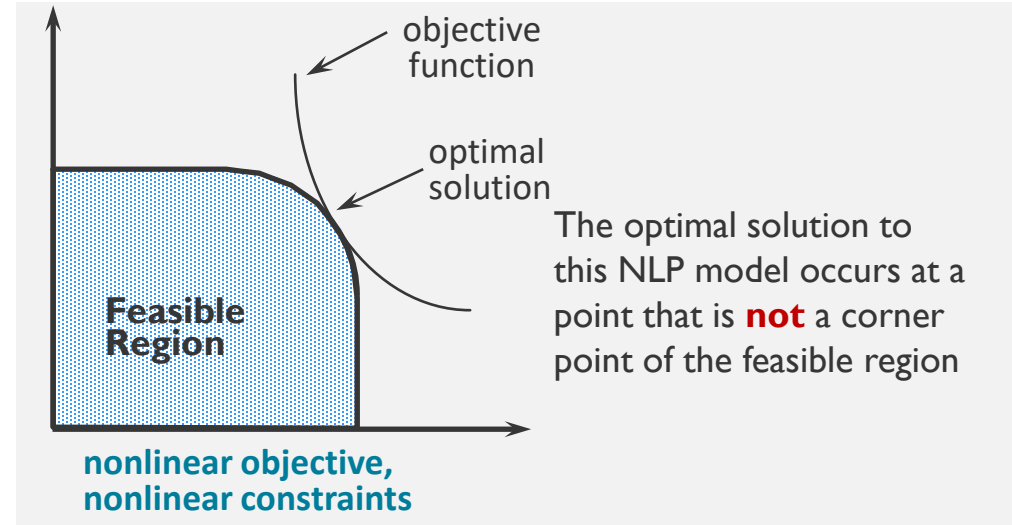 objective
function
optimal
solution
The optimal solution to
this NLP model occurs at a
point that is not a corner
point of the feasible region
Feasible
Region
nonlinear objective,
nonlinear constraints